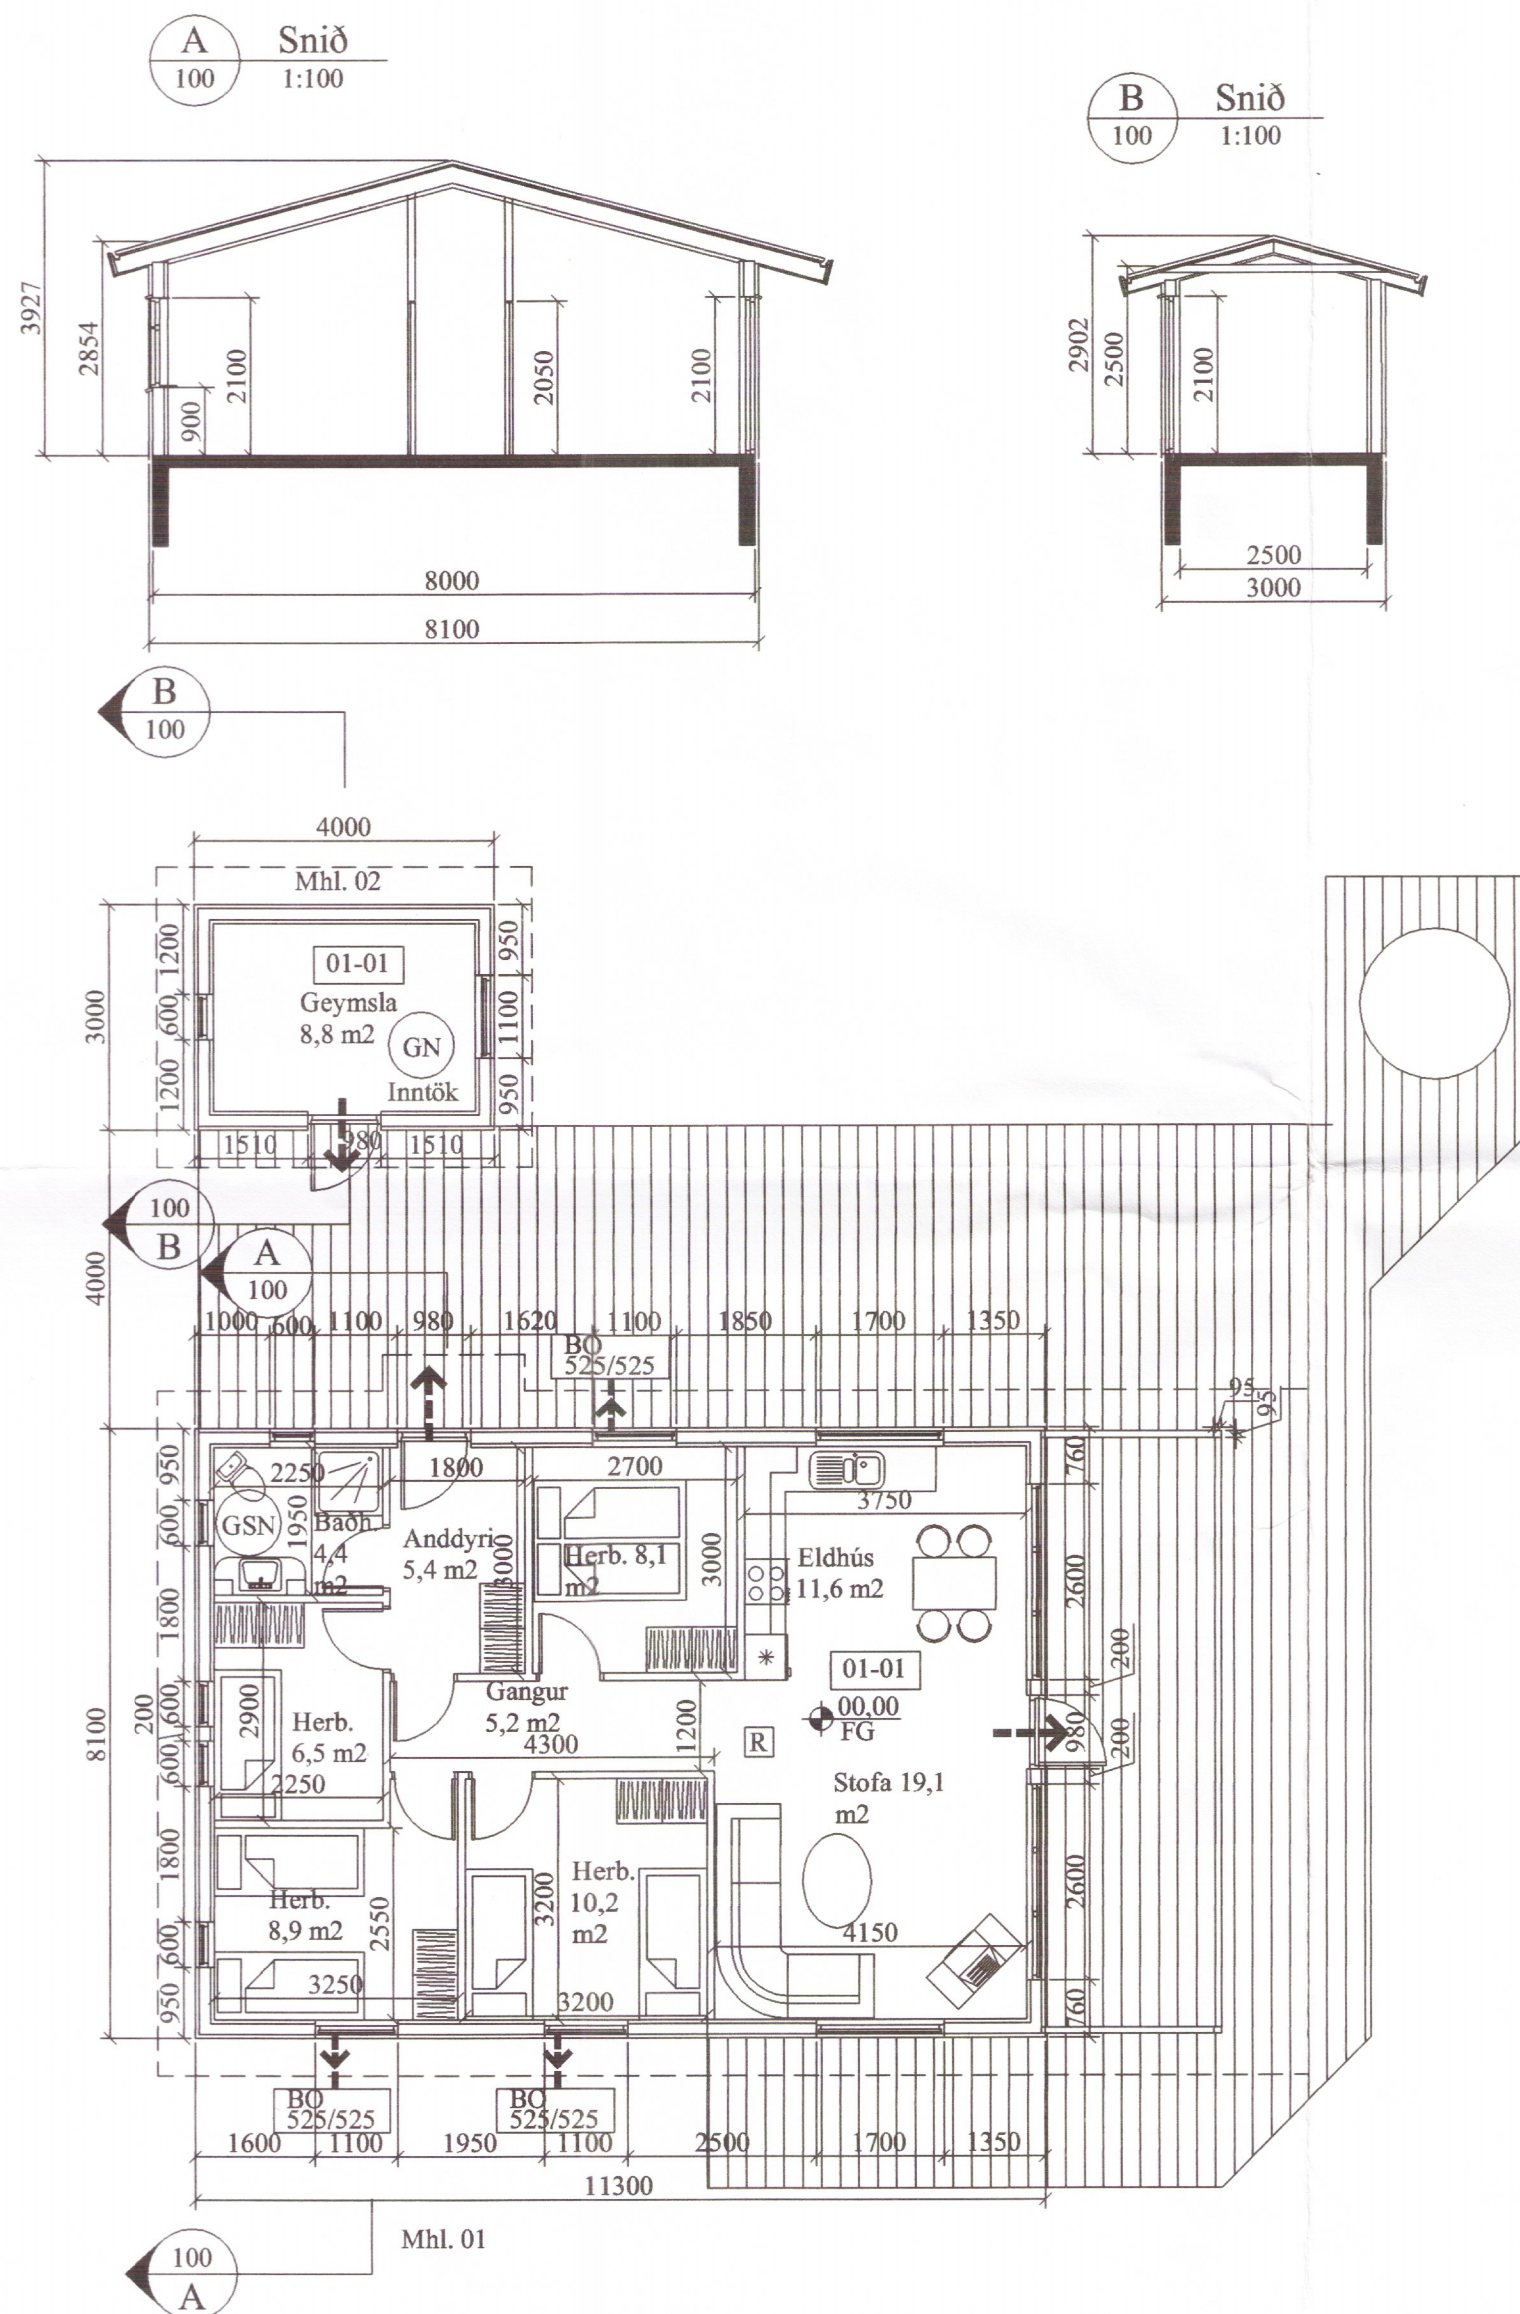 A Snið
100 1:100
B Snið
100 1:100
3927
2854
900
2100
2050
2100
8000
8100
2902
2500
2100
2500
3000
B
100
4000
Mhl. 02
1200
950
01-01
Geymsla
8,8 m2
3000
600
1100
GN
Inntök
1200
950
1510
980
1510
100
B
A
100
4000
1000
600
1100
980
1620
1100
1850
1700
1350
BO
525/525
95
95
950
2250
1800
2700
760
3750
600
GSN
1950
Baðh.
4,4
m2
Anddyri
5,4 m2
3000
Herb. 8,1
m2
3000
Eldhús
11,6 m2
2600
1800
01-01
200
8100
200
600
2900
Herb.
6,5 m2
Gangur
5,2 m2
1200
00,00
FG
R
980
200
4300
600
2250
Stofa 19,1
m2
1800
Herb.
8,9 m2
2550
3200
Herb.
10,2
m2
2600
4150
600
3250
3200
950
760
BO
525/525
BO
525/525
1600
1100
1950
1100
2500
1700
1350
11300
Mhl. 01
100
A